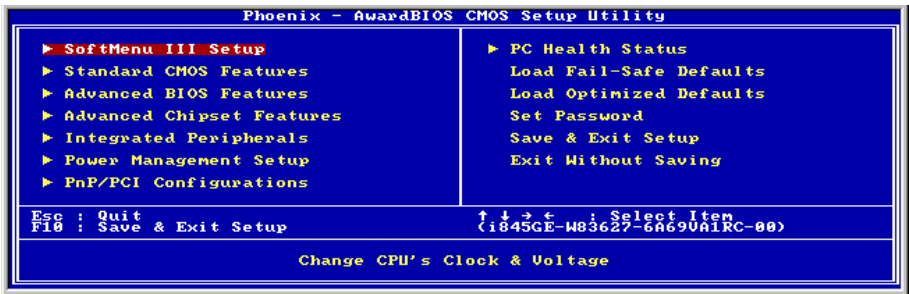 Phoenix - AwardBIOS CMOS Setup Utility
▶ SoftMenu III Setup
▶ Standard CMOS Features
▶ Advanced BIOS Features
▶ Advanced Chipset Features
▶ Integrated Peripherals
▶ Power Management Setup
▶ PnP/PCI Configurations
▶ PC Health Status
Load Fail-Safe Defaults
Load Optimized Defaults
Set Password
Save & Exit Setup
Exit Without Saving
Esc : Quit
F10 : Save & Exit Setup
↑ ↓ → ← : Select Item
(i845GE-W83627-6A69VA1RC-00)
Change CPU's Clock & Voltage